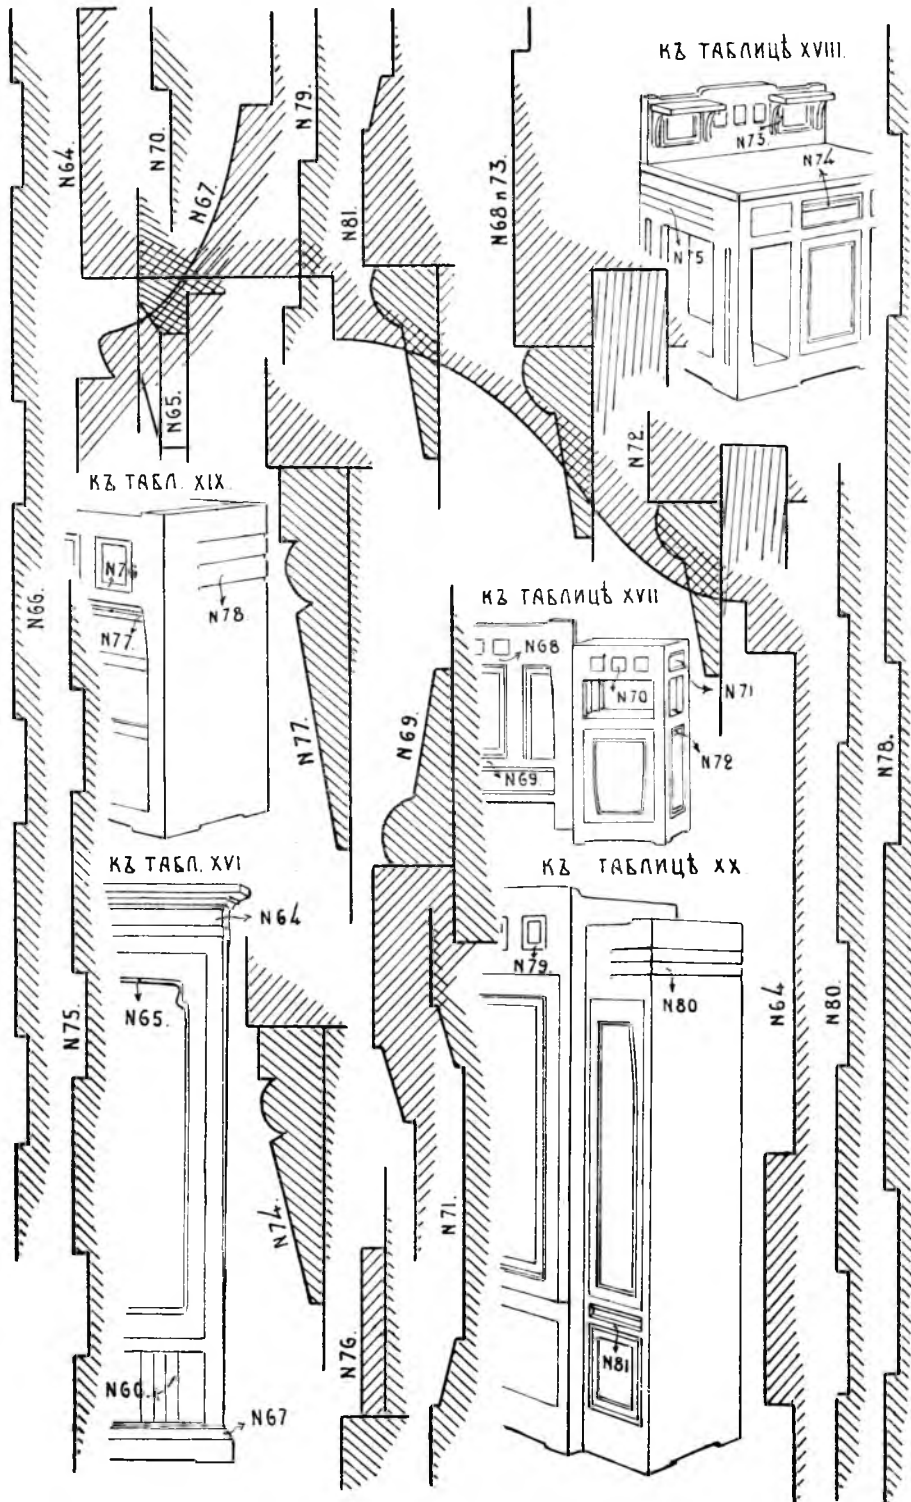 КЪ ТАБЛИЦѢ XVIII.
N64.
N70.
N67.
N79.
N81.
N68 и 73.
N73.
N74
N75
N65.
N72.
КЪ ТАБЛ. XIX.
N76
N78.
N77.
N66.
N77.
КЪ ТАБЛИЦѢ XVII
N68
N70
N71
N72
N69.
N69.
N78.
КЪ ТАБЛ. XVI
N64
N65.
N75.
КЪ ТАБЛИЦѢ XX.
N79.
N80
N64
N80.
N74.
N71.
N76.
N66.
N67
N81